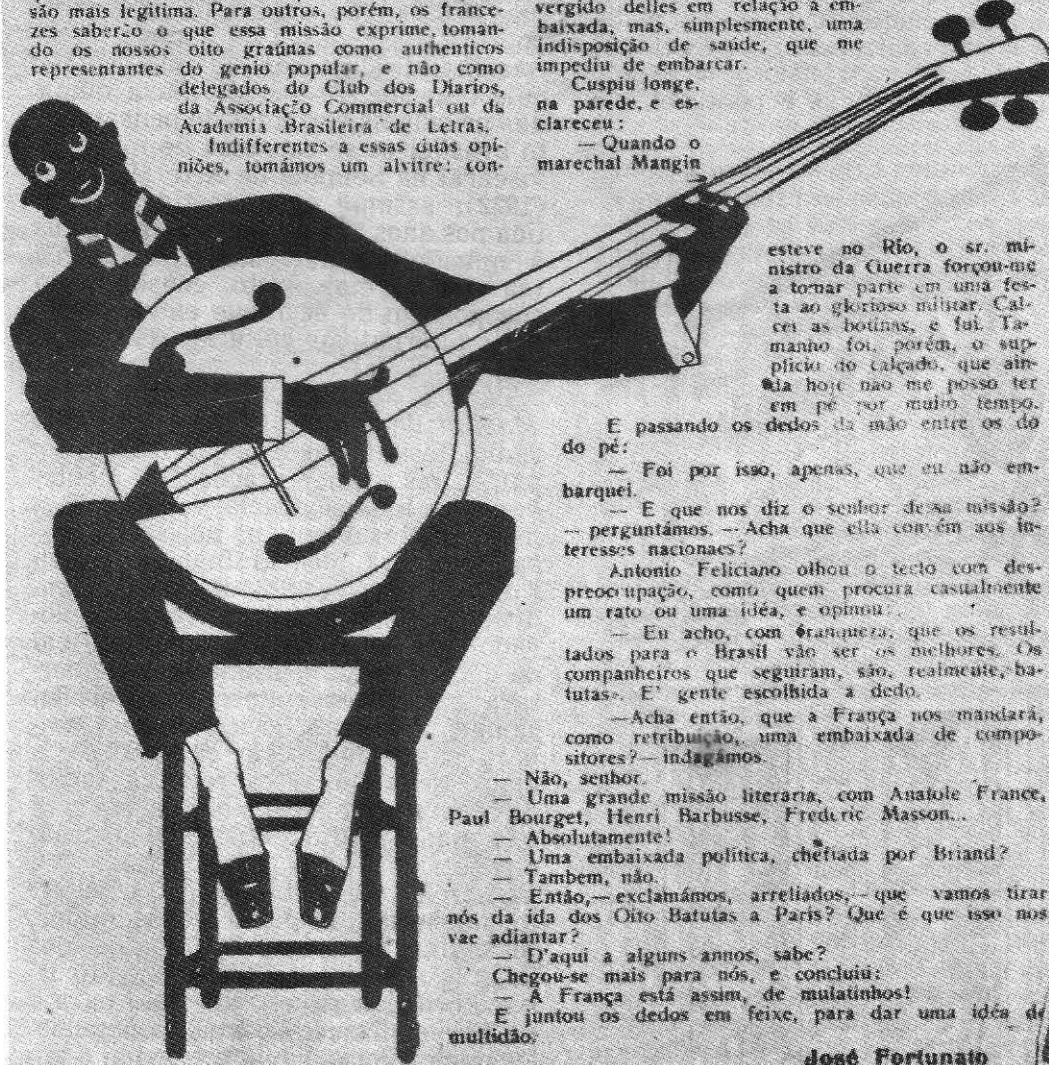 são mais legitima. Para outros, porém, os france-
zes saberão o que essa missão exprime, toman-
do os nossos oito graúnas como authenticos
representantes do genio popular, e não como
delegados do Club dos Diarios,
da Associação Commercial ou da
Academia Brasileira de Letras.
Indifferentes a essas duas opi-
niões, tomámos um alvitre: con-
vergido delles em relação a em-
baixada, mas, simplesmente, uma
indisposição de saude, que me
impediu de embarcar.
Cuspiu longe,
na parede, e es-
clareceu:
— Quando o
marechal Mangin
esteve no Rio, o sr. mi-
nistro da Guerra forçou-me
a tomar parte em uma fes-
ta ao glorioso militar. Cal-
cei as botinas, e fui. Ta-
manho foi, porém, o sup-
plicio do calçado, que ain-
da hoje nao me posso ter
em pé por muito tempo.
E passando os dedos da mão entre os do
do pé:
— Foi por isso, apenas, que eu não em-
barquei.
— E que nos diz o senhor dessa missão?
— perguntámos. — Acha que ella convém aos in-
teresses nacionaes?
Antonio Feliciano olhou o tecto com des-
preoccupação, como quem procura casualmente
um rato ou uma idéa, e opinou:
— Eu acho, com franqueza, que os resul-
tados para o Brasil vão ser os melhores. Os
companheiros que seguiram, são, realmente, ba-
tutas». E' gente escolhida a dedo.
—Acha então, que a França nos mandará,
como retribuição, uma embaixada de compo-
sitores?— indagámos.
— Não, senhor.
— Uma grande missão literaria, com Anatole France,
Paul Bourget, Henri Barbusse, Frederic Masson...
— Absolutamente!
— Uma embaixada politica, chefiada por Briand?
— Tambem, não.
— Então,— exclamámos, arreliados,— que vamos tirar
nós da ida dos Oito Batutas a Paris? Que é que isso nos
vae adiantar?
— D'aqui a alguns annos, sabe?
Chegou-se mais para nós, e concluiu:
— A França está assim, de mulatinhos!
E juntou os dedos em feixe, para dar uma idéa de
multidão.
José Fortunato